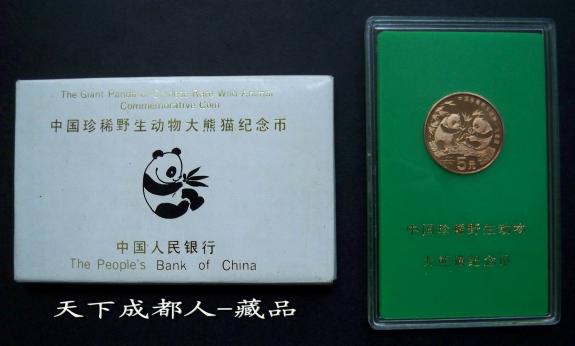 The Giant Panda of Chinese Rare Wild Animal
Commemorative Coin
中国珍稀野生动物大熊猫纪念币
中国人民银行
The People's Bank of China
天下成都人-藏品
5元
中国珍稀野生动物
大熊猫纪念币